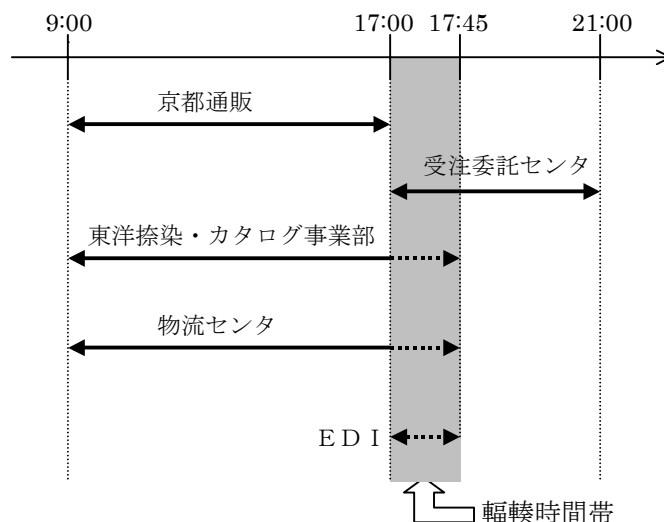 9:00 17:00 17:45 21:00
京都通販
受注委託センタ
東洋捺染・カタログ事業部
物流センタ
ＥＤＩ
輻輳時間帯